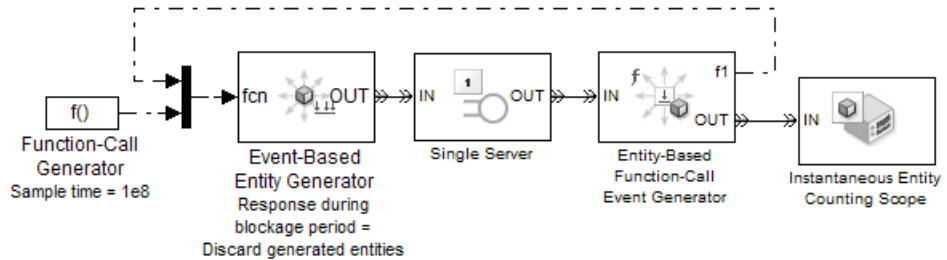 f()
Function-Call
Generator
Sample time = 1e8
fcn
OUT
Event-Based
Entity Generator
Response during
blockage period =
Discard generated entities
IN
1
OUT
Single Server
IN
f
f1
OUT
Entity-Based
Function-Call
Event Generator
IN
Instantaneous Entity
Counting Scope